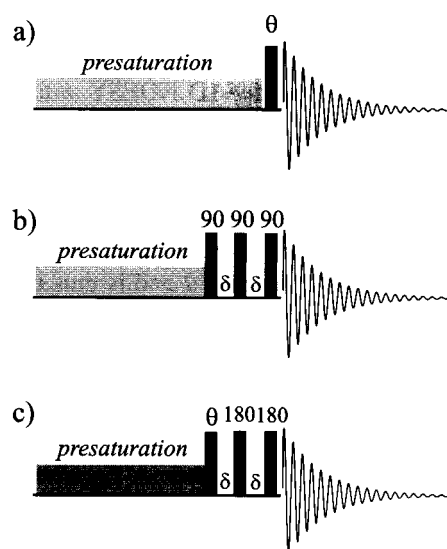 a)
θ
presaturation
b)
90 90 90
presaturation
δ δ
c)
θ 180 180
presaturation
δ δ